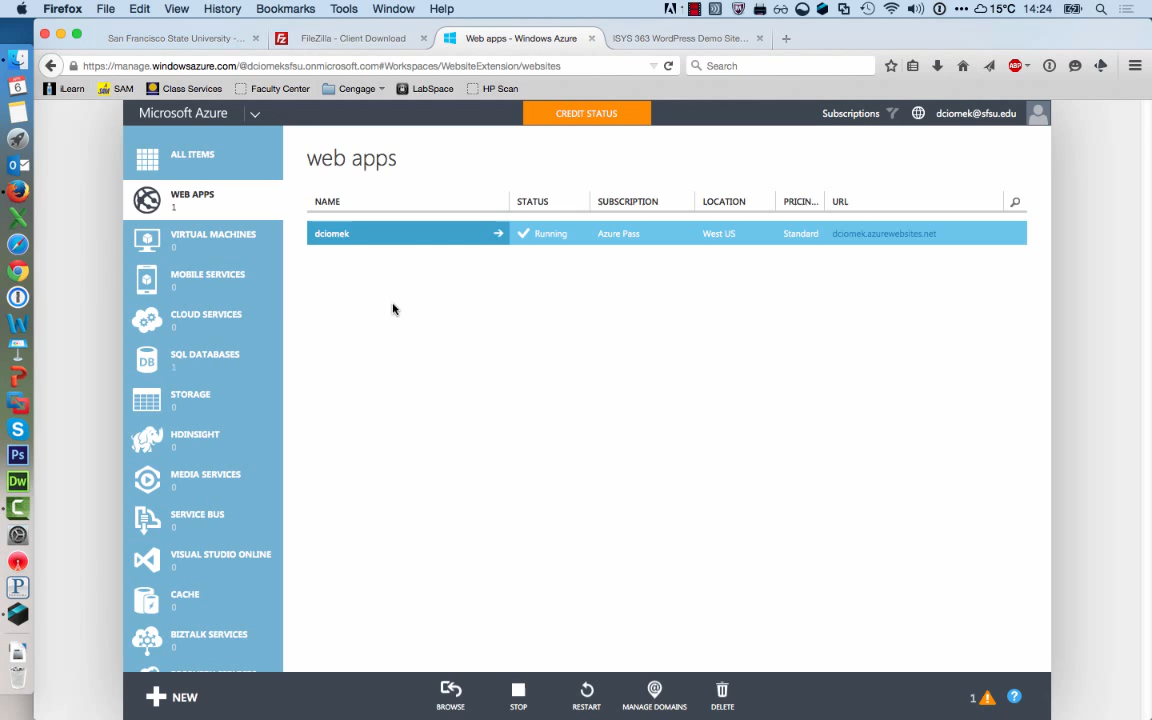 Firefox File Edit View History Bookmarks Tools Window Help 15°C 14:24
San Francisco State University -... FileZilla - Client Download Web apps - Windows Azure ISYS 363 WordPress Demo Site...
https://manage.windowsazure.com/@dciomeksfsu.onmicrosoft.com#Workspaces/WebsiteExtension/websites Search ABP
iLearn SAM Class Services Faculty Center Cengage LabSpace HP Scan
Microsoft Azure CREDIT STATUS Subscriptions dciomek@sfsu.edu
ALL ITEMS
WEB APPS
1
VIRTUAL MACHINES
0
MOBILE SERVICES
0
CLOUD SERVICES
0
SQL DATABASES
1
STORAGE
0
HDINSIGHT
0
MEDIA SERVICES
0
SERVICE BUS
0
VISUAL STUDIO ONLINE
0
CACHE
0
BIZTALK SERVICES
0
web apps
NAME STATUS SUBSCRIPTION LOCATION PRICIN... URL
dciomek Running Azure Pass West US Standard dciomek.azurewebsites.net
NEW BROWSE STOP RESTART MANAGE DOMAINS DELETE 1 ?